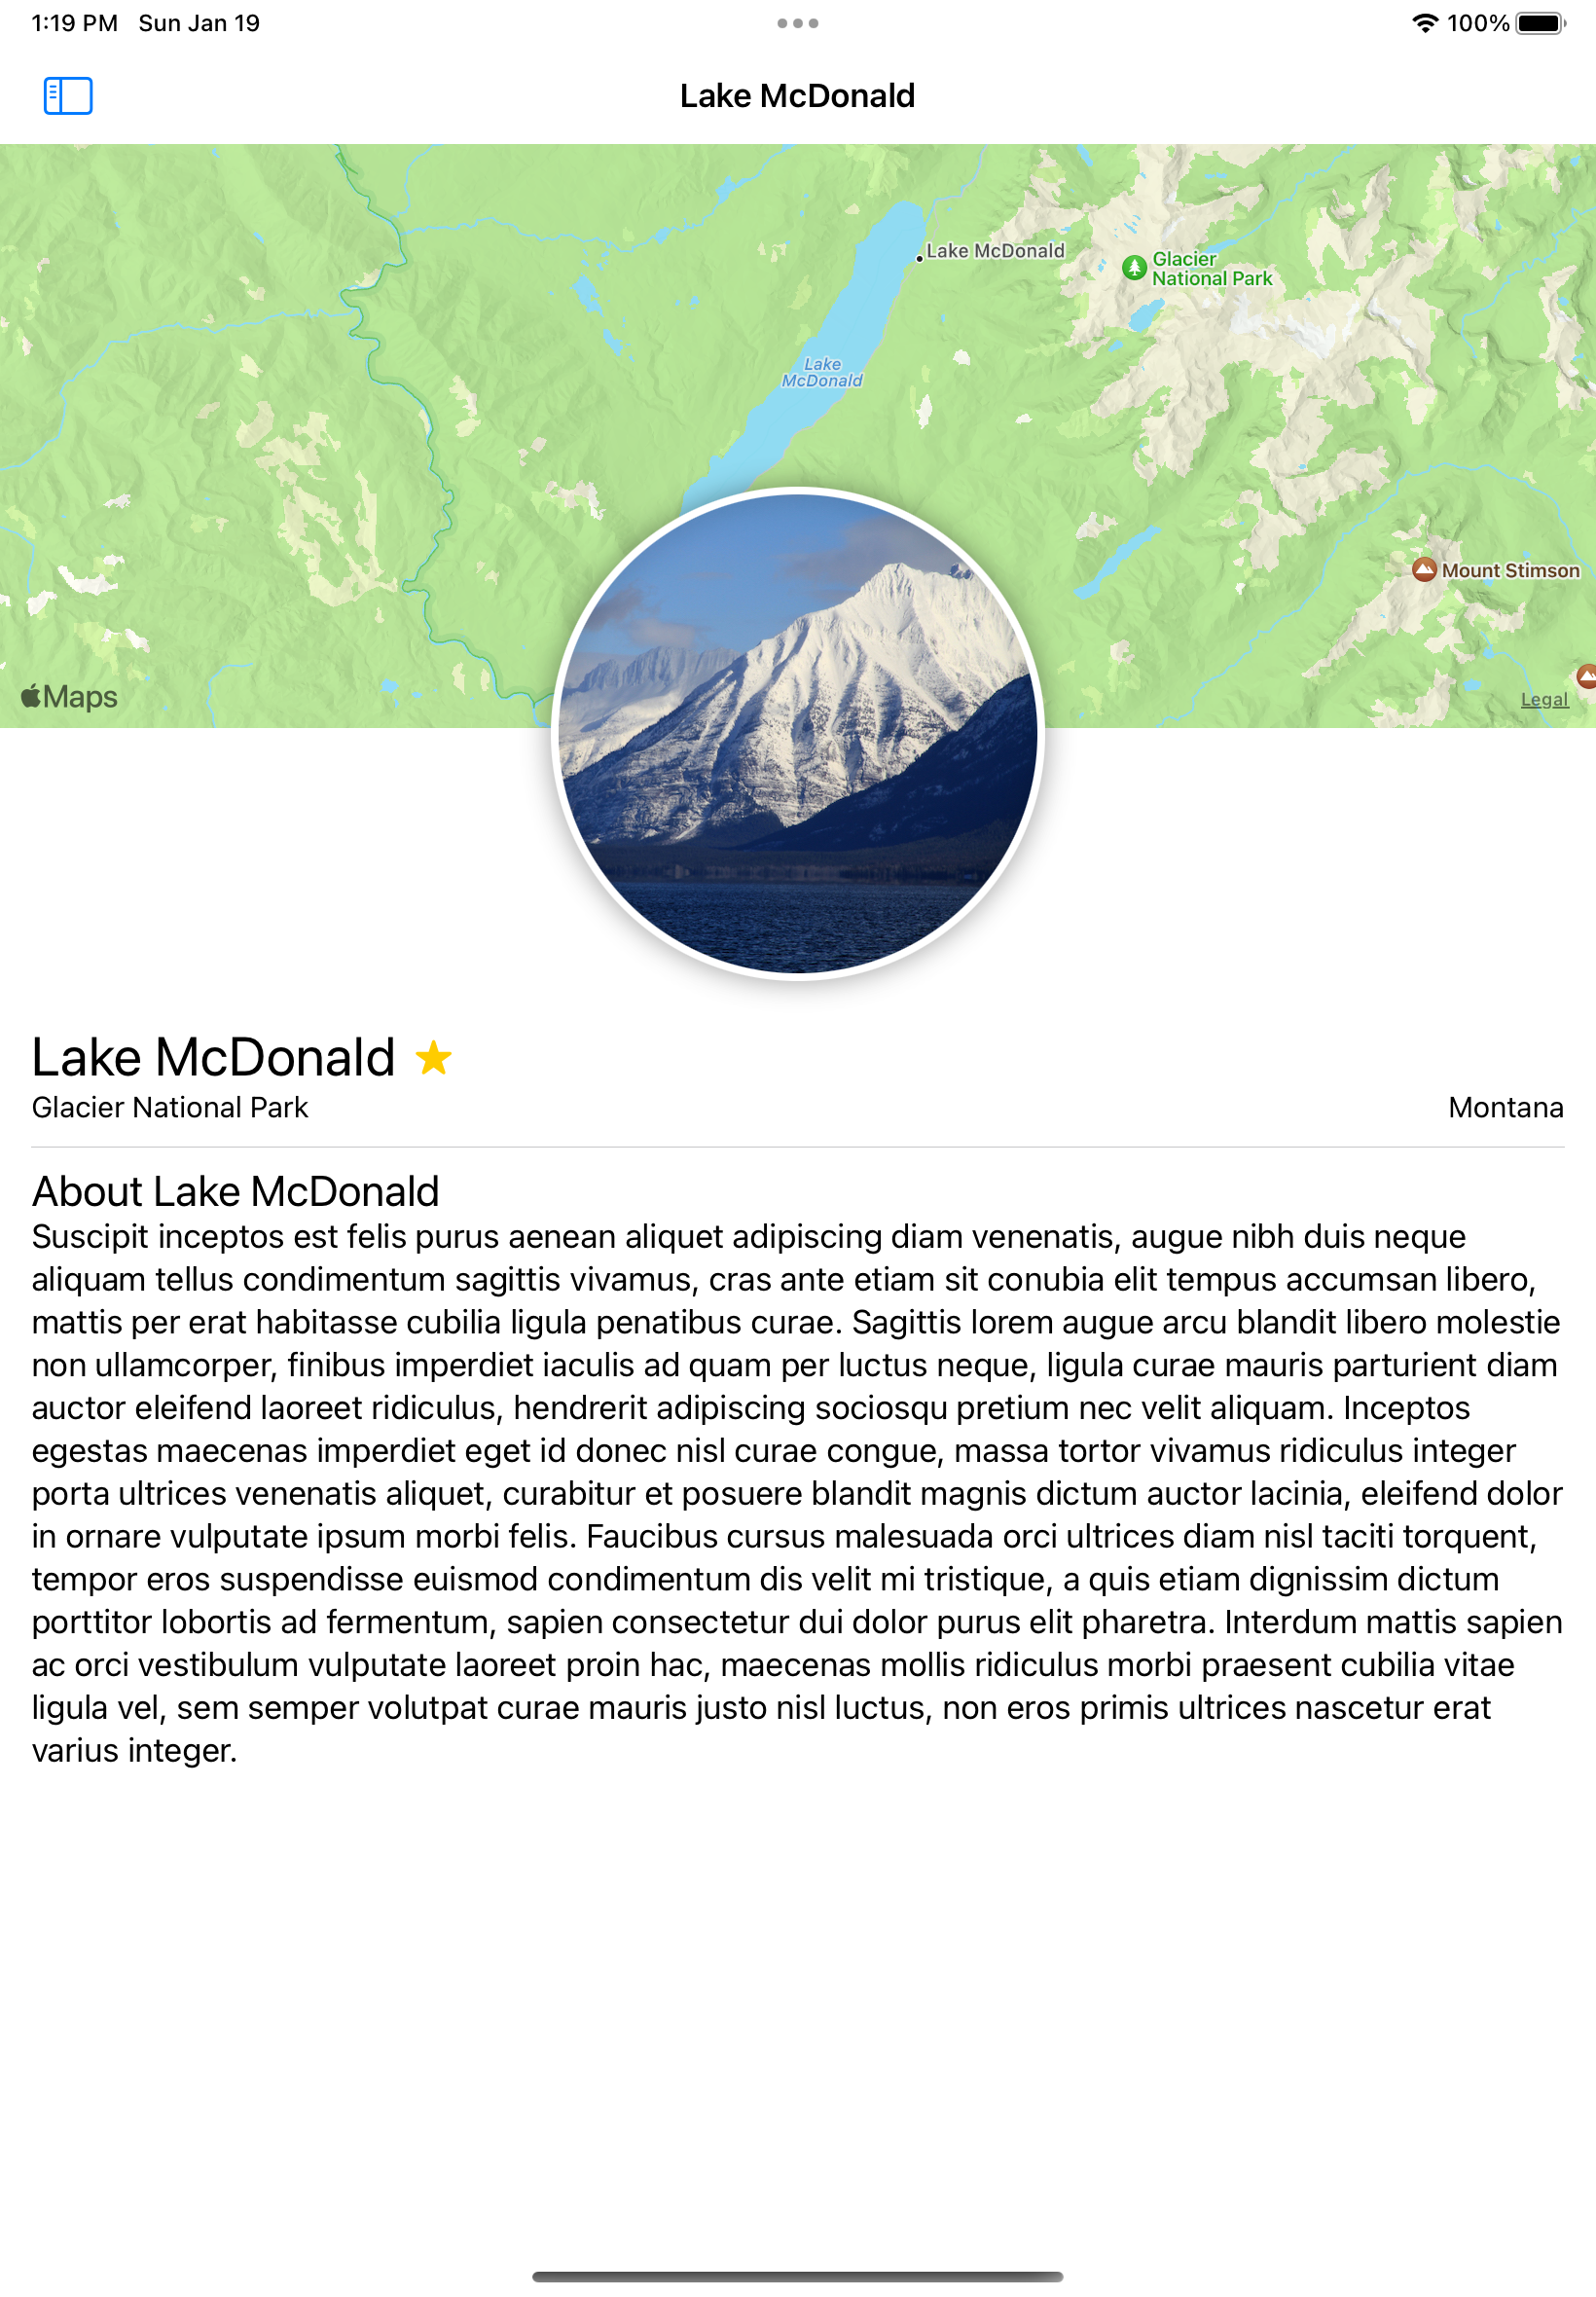 1:19 PM Sun Jan 19 100%
Lake McDonald
Lake McDonald
Glacier
National Park
Lake
McDonald
Mount Stimson
Maps
Legal
Lake McDonald
Glacier National Park Montana
About Lake McDonald
Suscipit inceptos est felis purus aenean aliquet adipiscing diam venenatis, augue nibh duis neque
aliquam tellus condimentum sagittis vivamus, cras ante etiam sit conubia elit tempus accumsan libero,
mattis per erat habitasse cubilia ligula penatibus curae. Sagittis lorem augue arcu blandit libero molestie
non ullamcorper, finibus imperdiet iaculis ad quam per luctus neque, ligula curae mauris parturient diam
auctor eleifend laoreet ridiculus, hendrerit adipiscing sociosqu pretium nec velit aliquam. Inceptos
egestas maecenas imperdiet eget id donec nisl curae congue, massa tortor vivamus ridiculus integer
porta ultrices venenatis aliquet, curabitur et posuere blandit magnis dictum auctor lacinia, eleifend dolor
in ornare vulputate ipsum morbi felis. Faucibus cursus malesuada orci ultrices diam nisl taciti torquent,
tempor eros suspendisse euismod condimentum dis velit mi tristique, a quis etiam dignissim dictum
porttitor lobortis ad fermentum, sapien consectetur dui dolor purus elit pharetra. Interdum mattis sapien
ac orci vestibulum vulputate laoreet proin hac, maecenas mollis ridiculus morbi praesent cubilia vitae
ligula vel, sem semper volutpat curae mauris justo nisl luctus, non eros primis ultrices nascetur erat
varius integer.